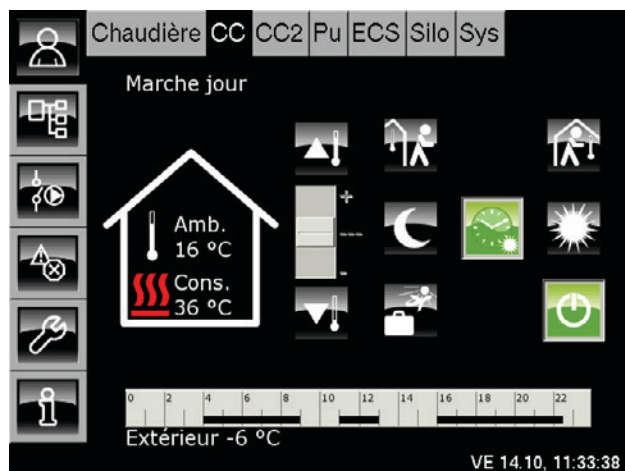 Chaudière CC CC2 Pu ECS Silo Sys
Marche jour
Amb.
16 °C
Cons.
36 °C
+
---
-
0 2 4 6 8 10 12 14 16 18 20 22
Extérieur -6 °C
VE 14.10, 11:33:38